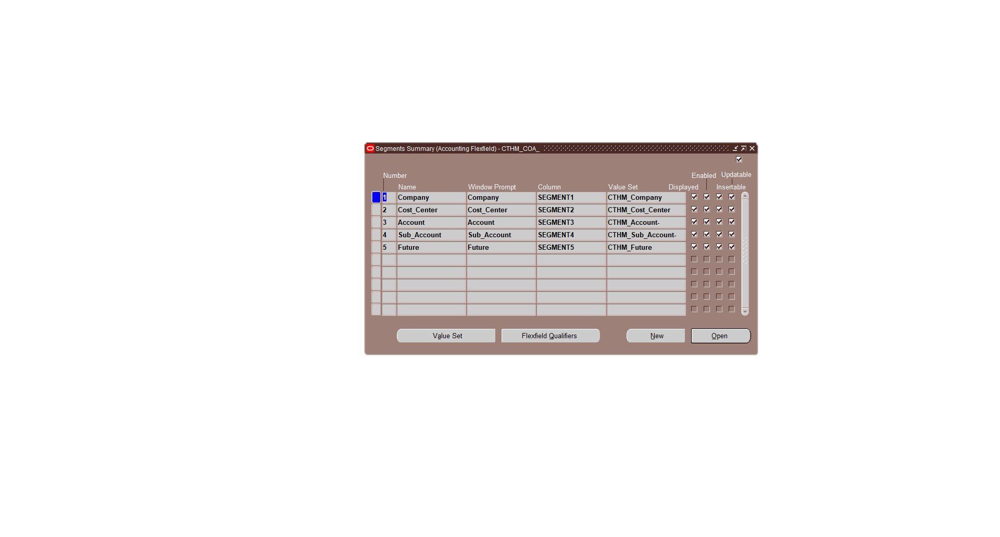 Segments Summary (Accounting Flexfield) - CTHM_COA_
Number Enabled Updatable
Name Window Prompt Column Value Set Displayed Insertable
1 Company Company SEGMENT1 CTHM_Company
2 Cost_Center Cost_Center SEGMENT2 CTHM_Cost_Center
3 Account Account SEGMENT3 CTHM_Account-
4 Sub_Account Sub_Account SEGMENT4 CTHM_Sub_Account-
5 Future Future SEGMENT5 CTHM_Future
Value Set Flexfield Qualifiers New Open